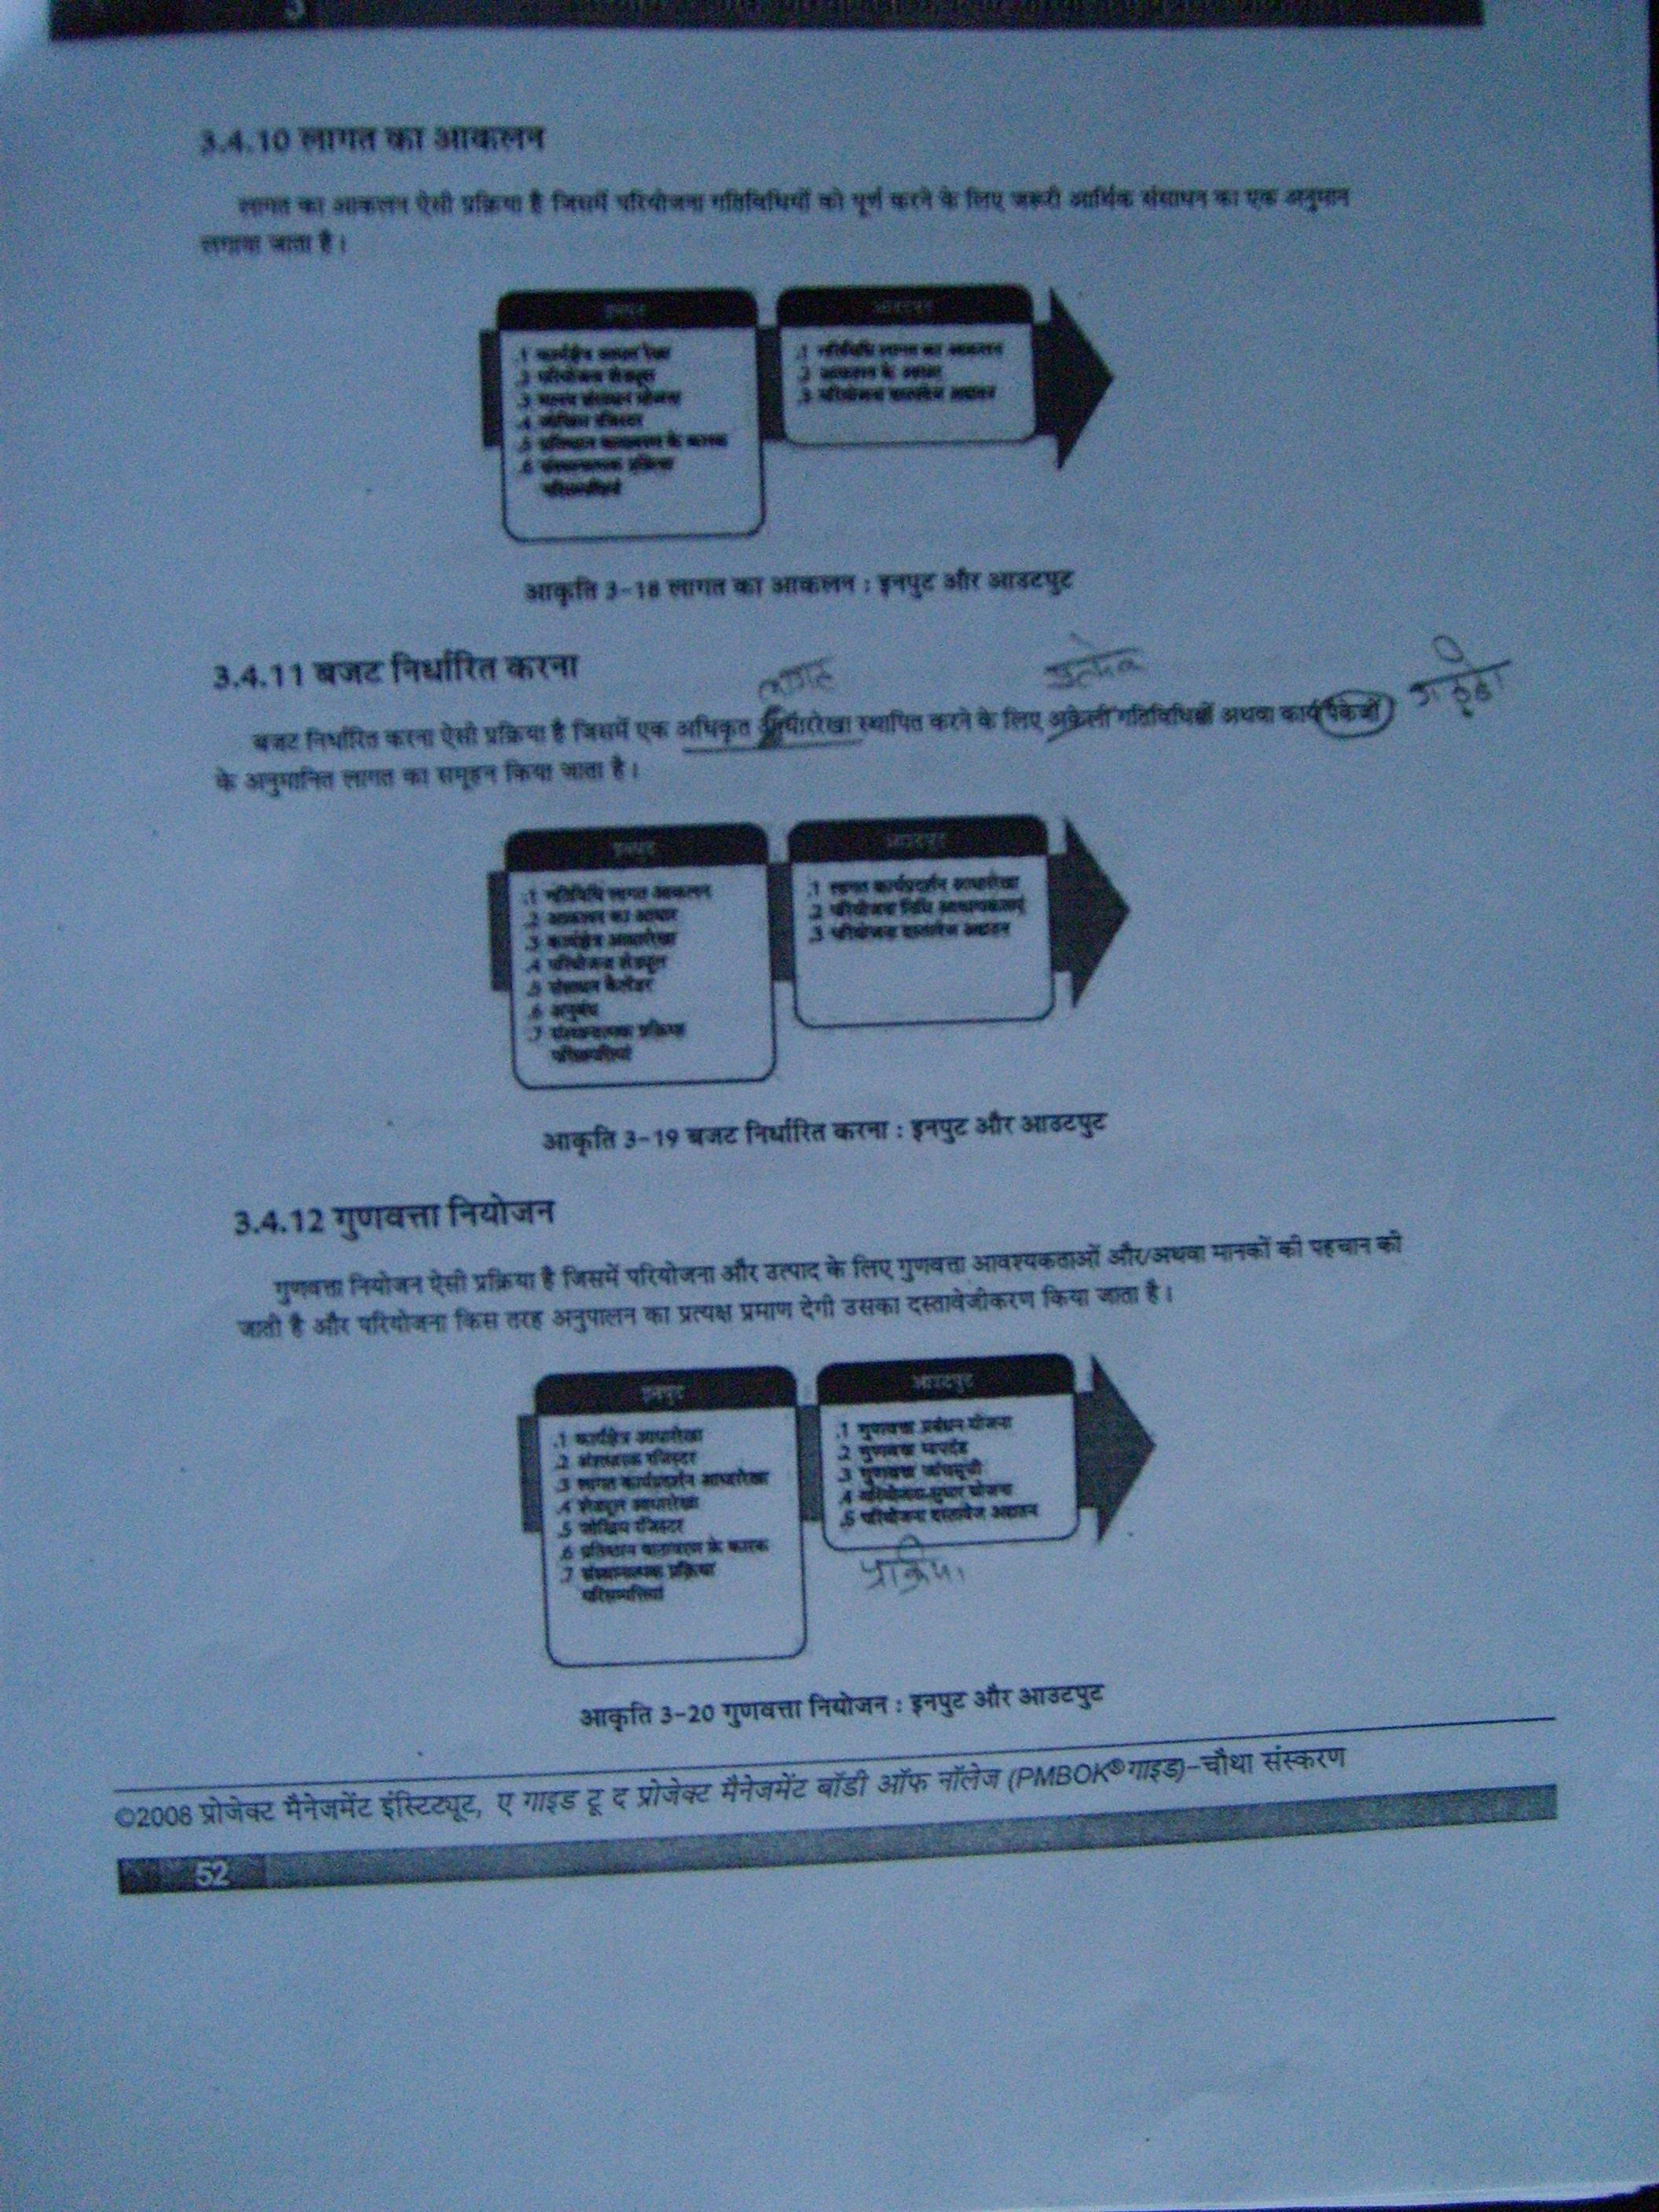 3
3.4.10 लागत का आकलन
लागत का आकलन ऐसी प्रक्रिया है जिसमें परियोजना गतिविधियों को पूर्ण करने के लिए जरूरी आर्थिक संसाधन का एक अनुमान
लगाया जाता है।
इनपुट
.1 कार्यक्षेत्र
.2 परियोजना शेड्यूल
.3 मानव संसाधन योजना
.4 जोखिम रजिस्टर
.5 प्रतिष्ठान वातावरण के कारक
.6 संस्थानात्मक प्रक्रिया
परिसम्पत्तियां
आउटपुट
.1 गतिविधि लागत का आकलन
.2 आकलन के आधार
.3 परियोजना दस्तावेज अद्यतन
आकृति 3-18 लागत का आकलन : इनपुट और आउटपुट
3.4.11 बजट निर्धारित करना
प्रत्येक
बजट निर्धारित करना ऐसी प्रक्रिया है जिसमें एक अधिकृत स्थापित करने के लिए अकेली गतिविधियों अथवा कार्य पैकेजों
के अनुमानित लागत का समूहन किया जाता है।
इनपुट
.1 गतिविधि लागत आकलन
.2 आकलन का आधार
.3 कार्यक्षेत्र आधाररेखा
.4 परियोजना शेड्यूल
.5 संसाधन कैलेंडर
.6 अनुबंध
.7 संस्थानात्मक प्रक्रिया
परिसम्पत्तियां
आउटपुट
.1 लागत कार्यप्रदर्शन आधाररेखा
.2 परियोजना निधि आवश्यकताएं
.3 परियोजना दस्तावेज अद्यतन
आकृति 3-19 बजट निर्धारित करना : इनपुट और आउटपुट
3.4.12 गुणवत्ता नियोजन
गुणवत्ता नियोजन ऐसी प्रक्रिया है जिसमें परियोजना और उत्पाद के लिए गुणवत्ता आवश्यकताओं और/अथवा मानकों की पहचान की
जाती है और परियोजना किस तरह अनुपालन का प्रत्यक्ष प्रमाण देगी उसका दस्तावेजीकरण किया जाता है।
इनपुट
.1 कार्यक्षेत्र आधाररेखा
.2 अंशधारक रजिस्टर
.3 लागत कार्यप्रदर्शन आधाररेखा
.4 शेड्यूल आधाररेखा
.5 जोखिम रजिस्टर
.6 प्रतिष्ठान वातावरण के कारक
.7 संस्थानात्मक प्रक्रिया
परिसम्पत्तियां
आउटपुट
.1 गुणवत्ता प्रबंधन योजना
.2 गुणवत्ता मापदंड
.3 गुणवत्ता जांचसूची
.4 परियोजना सुधार योजना
.5 परियोजना दस्तावेज अद्यतन
प्रक्रिया
आकृति 3-20 गुणवत्ता नियोजन : इनपुट और आउटपुट
©2008 प्रोजेक्ट मैनेजमेंट इंस्टिट्यूट, ए गाइड टू द प्रोजेक्ट मैनेजमेंट बॉडी ऑफ नॉलेज (PMBOK® गाइड)-चौथा संस्करण
52